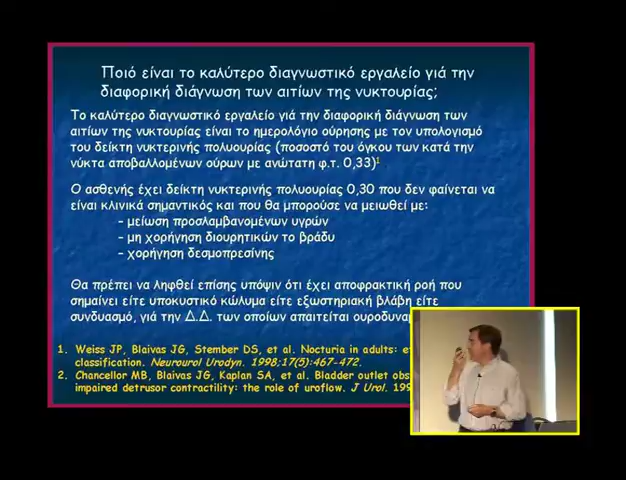 Ποιό είναι το καλύτερο διαγνωστικό εργαλείο γιά την
διαφορική διάγνωση των αιτίων της νυκτουρίας;
Το καλύτερο διαγνωστικό εργαλείο γιά την διαφορική διάγνωση των
αιτίων της νυκτουρίας είναι το ημερολόγιο ούρησης με τον υπολογισμό
του δείκτη νυκτερινής πολυουρίας (ποσοστό του όγκου των κατά την
νύκτα αποβαλλομένων ούρων με ανώτατη φ.τ. 0,33)1
Ο ασθενής έχει δείκτη νυκτερινής πολυουρίας 0,30 που δεν φαίνεται να
είναι κλινικά σημαντικός και που θα μπορούσε να μειωθεί με:
- μείωση προσλαμβανομένων υγρών
- μη χορήγηση διουρητικών το βράδυ
- χορήγηση δεσμοπρεσίνης
Θα πρέπει να ληφθεί επίσης υπόψιν ότι έχει αποφρακτική ροή που
σημαίνει είτε υποκυστικό κώλυμα είτε εξωστηριακή βλάβη είτε
συνδυασμό, γιά την Δ.Δ. των οποίων απαιτείται
1. Weiss JP, Blaivas JG, Stember DS, et al. Nocturia in adults:
classification. Neurourol Urodyn. 1998;17(5):467-472.
2. Chancellor MB, Blaivas JG, Kaplan SA, et al. Bladder outlet
impaired detrusor contractility: the role of uroflow. J Urol.